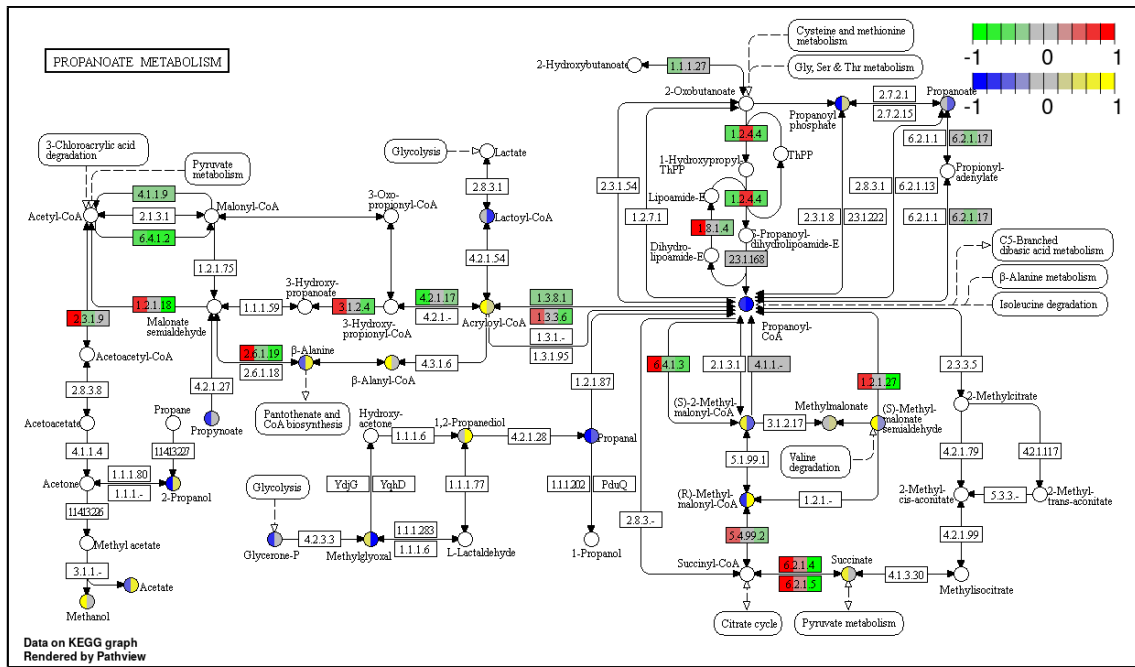 PROPANOATE METABOLISM
Cysteine and methionine
metabolism
2-Hydroxybutanoate
1.1.1.27
Gly, Ser & Thr metabolism
-1 0 1
-1 0 1
2-Oxobutanoate
Propanoyl
phosphate
2.7.2.1
2.7.2.15
Propanoate
3-Chloroacrylic acid
degradation
Pyruvate
metabolism
Glycolysis
Lactate
1.2.4.4
ThPP
1-Hydroxypropyl-
ThPP
6.2.1.1
6.2.1.17
Propionyl-
adenylate
4.1.1.9
Acetyl-CoA
2.1.3.1
Malonyl-CoA
6.4.1.2
3-Oxo-
propionyl-CoA
2.8.3.1
Lactoyl-CoA
2.3.1.54
1.2.7.1
Lipoamide-E
1.2.4.4
1.8.1.4
Dihydro-
lipoamide-E
S-Propanoyl-
dihydrolipoamide-E
2.3.1.168
2.3.1.8
2.3.1.222
2.8.3.1
6.2.1.13
6.2.1.1
6.2.1.17
C5-Branched
dibasic acid metabolism
β-Alanine metabolism
Isoleucine degradation
1.2.1.75
4.2.1.54
1.2.1.18
Malonate
semialdehyde
1.1.1.59
3-Hydroxy-
propanoate
3.1.2.4
3-Hydroxy-
propionyl-CoA
4.2.1.17
4.2.1.-
Acryloyl-CoA
1.3.8.1
1.3.3.6
1.3.1.-
1.3.1.95
Propanoyl-
CoA
2.3.1.9
Acetoacetyl-CoA
2.6.1.19
2.6.1.18
β-Alanine
β-Alanyl-CoA
4.3.1.6
1.2.1.87
6.4.1.3
2.1.3.1
4.1.1.-
1.2.1.27
2.3.3.5
2.8.3.8
Acetoacetate
4.2.1.27
Propynoate
Propane
1.14.13.227
Pantothenate and
CoA biosynthesis
Hydroxy-
acetone
1.1.1.6
1,2-Propanediol
4.2.1.28
Propanal
(S)-2-Methyl-
malonyl-CoA
3.1.2.17
Methylmalonate
(S)-Methyl-
malonate
semialdehyde
2-Methylcitrate
4.1.1.4
Acetone
1.1.1.80
1.1.1.-
2-Propanol
Glycolysis
YdjG
YqhD
1.1.1.77
1.1.1.202
PduQ
Valine
degradation
5.1.99.1
4.2.1.79
4.2.1.117
1.14.13.226
Methyl acetate
Glycerone-P
4.2.3.3
Methylglyoxal
1.1.1.283
1.1.1.6
L-Lactaldehyde
1-Propanol
2.8.3.-
(R)-Methyl-
malonyl-CoA
1.2.1.-
2-Methyl-
cis-aconitate
5.3.3.-
2-Methyl-
trans-aconitate
5.4.99.2
4.2.1.99
3.1.1.-
Acetate
Methanol
Succinyl-CoA
6.2.1.4
6.2.1.5
Succinate
4.1.3.30
Methylisocitrate
Citrate cycle
Pyruvate metabolism
Data on KEGG graph
Rendered by Pathview